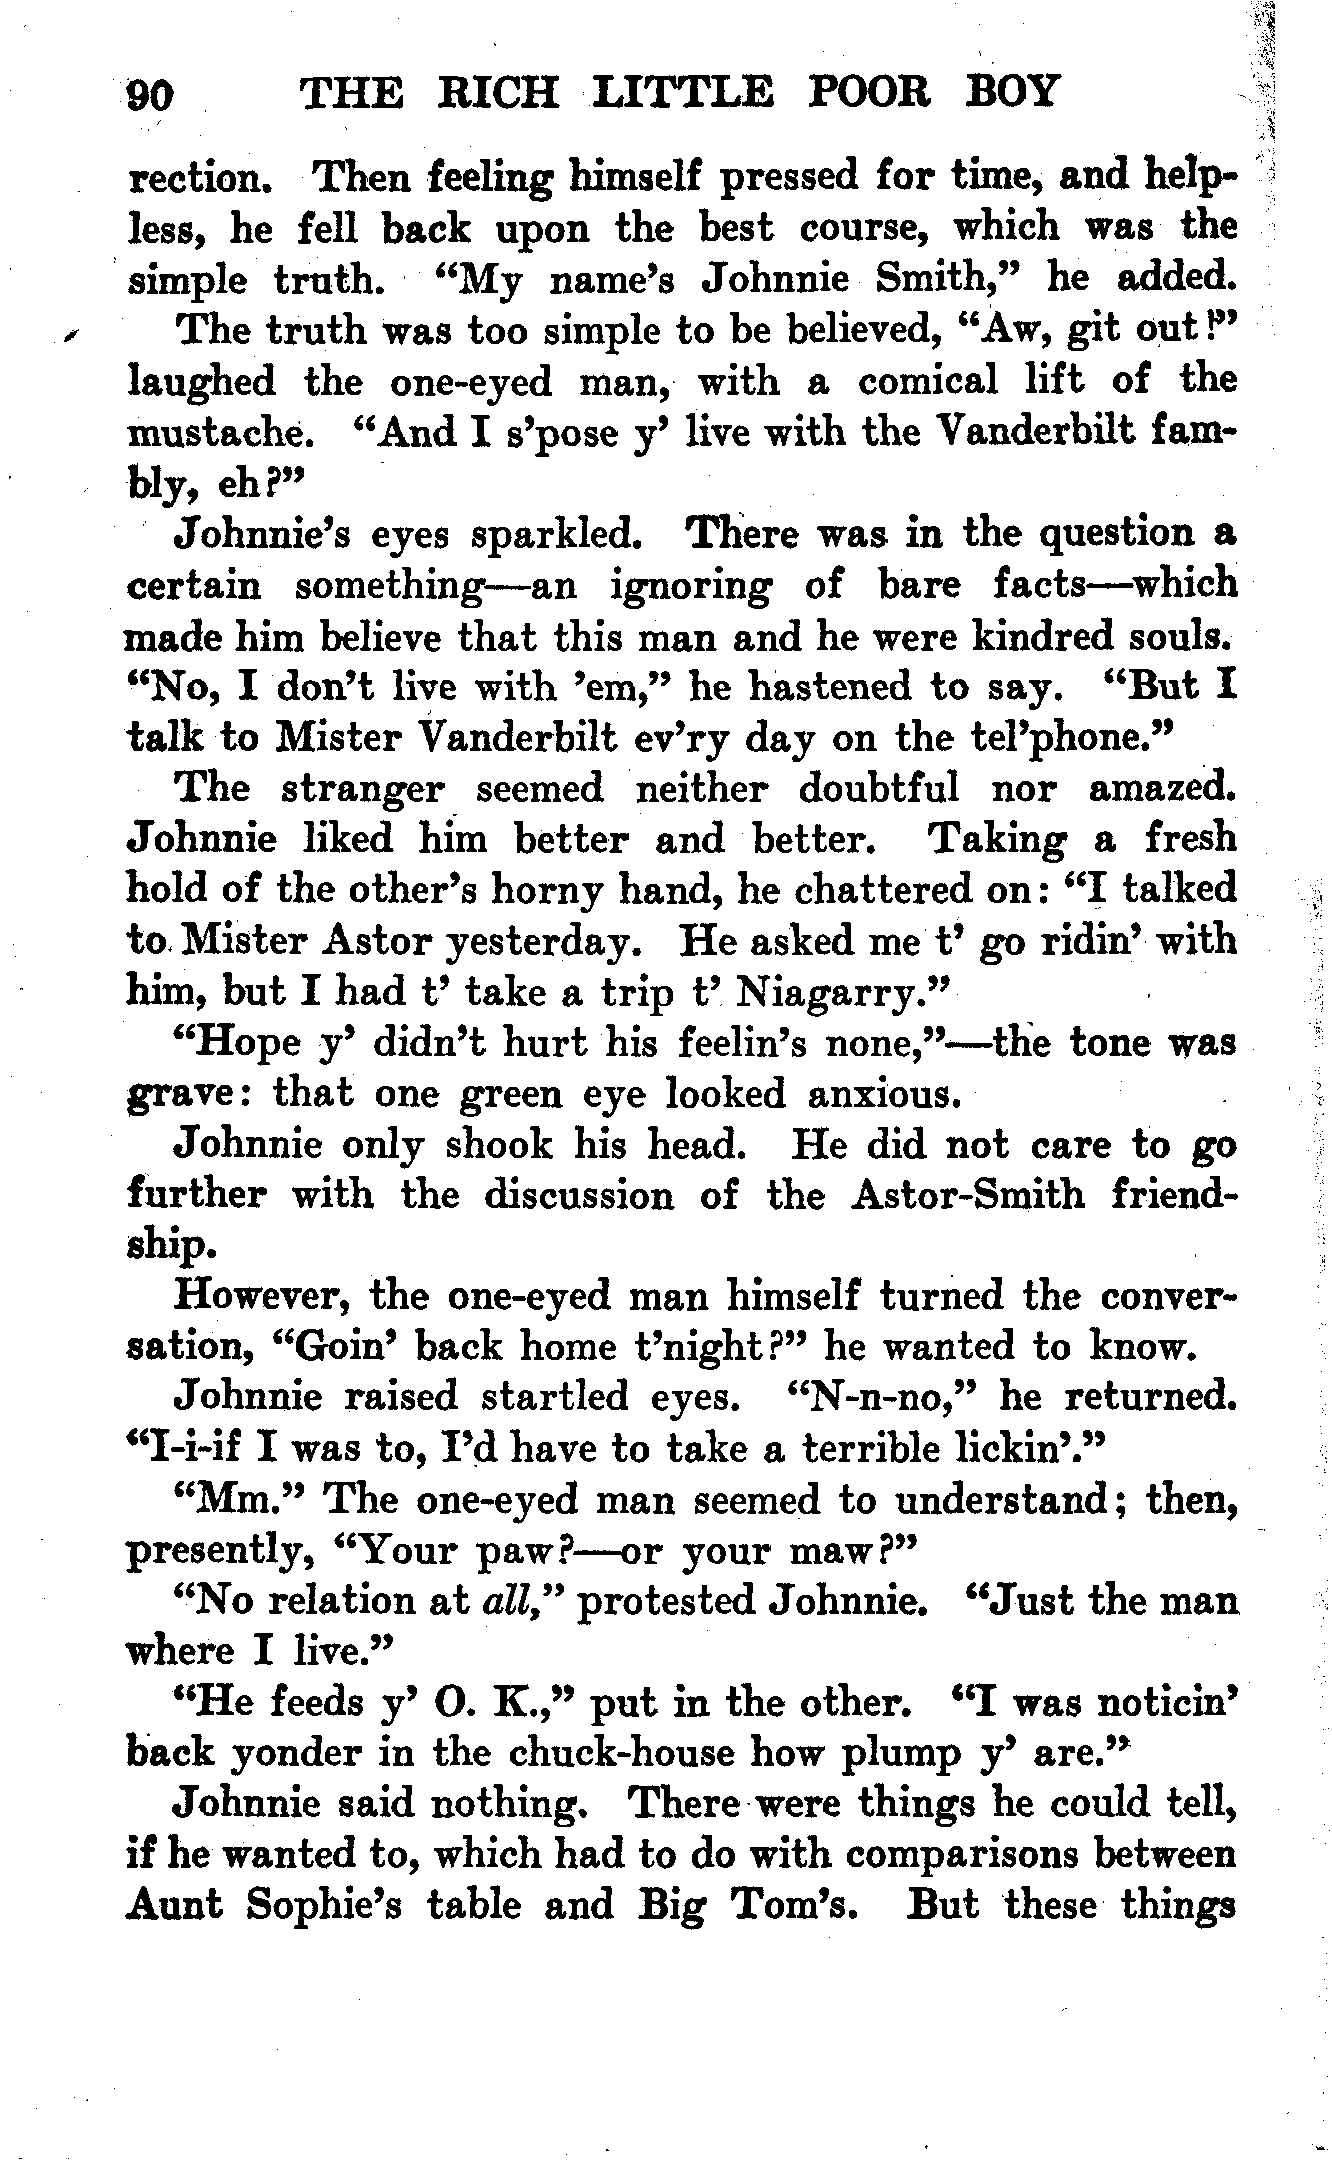 90 THE RICH LITTLE POOR BOY
rection. Then feeling himself pressed for time, and help-
less, he fell back upon the best course, which was the
simple truth. “My name’s Johnnie Smith,” he added.
The truth was too simple to be believed, “Aw, git out!”
laughed the one-eyed man, with a comical lift of the
mustache. “And I s’pose y’ live with the Vanderbilt fam-
bly, eh?”
Johnnie’s eyes sparkled. There was in the question a
certain something—an ignoring of bare facts—which
made him believe that this man and he were kindred souls.
“No, I don’t live with ’em,” he hastened to say. “But I
talk to Mister Vanderbilt ev’ry day on the tel’phone.”
The stranger seemed neither doubtful nor amazed.
Johnnie liked him better and better. Taking a fresh
hold of the other’s horny hand, he chattered on: “I talked
to Mister Astor yesterday. He asked me t’ go ridin’ with
him, but I had t’ take a trip t’ Niagarry.”
“Hope y’ didn’t hurt his feelin’s none,”—the tone was
grave: that one green eye looked anxious.
Johnnie only shook his head. He did not care to go
further with the discussion of the Astor-Smith friend-
ship.
However, the one-eyed man himself turned the conver-
sation, “Goin’ back home t’night?” he wanted to know.
Johnnie raised startled eyes. “N-n-no,” he returned.
“I-i-if I was to, I’d have to take a terrible lickin’.”
“Mm.” The one-eyed man seemed to understand; then,
presently, “Your paw?—or your maw?”
“No relation at all,” protested Johnnie. “Just the man
where I live.”
“He feeds y’ O. K.,” put in the other. “I was noticin’
back yonder in the chuck-house how plump y’ are.”
Johnnie said nothing. There were things he could tell,
if he wanted to, which had to do with comparisons between
Aunt Sophie’s table and Big Tom’s. But these things